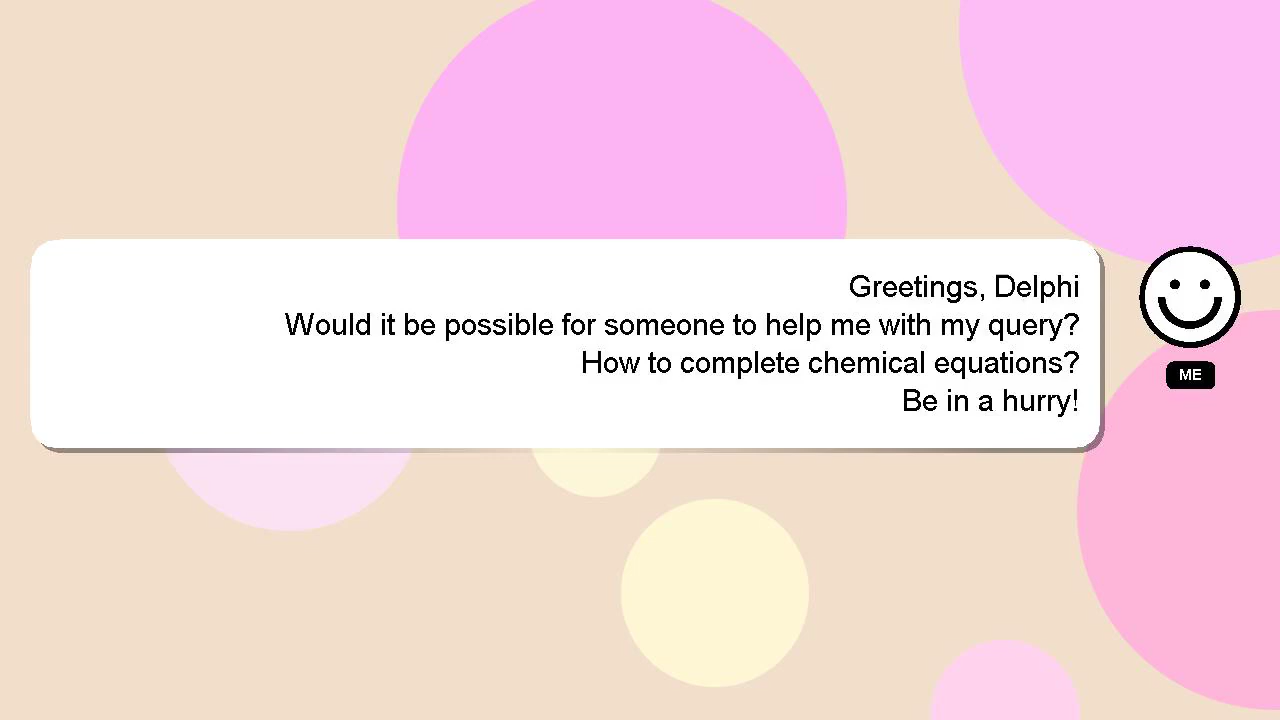 Greetings, Delphi
Would it be possible for someone to help me with my query?
How to complete chemical equations?
Be in a hurry!
ME